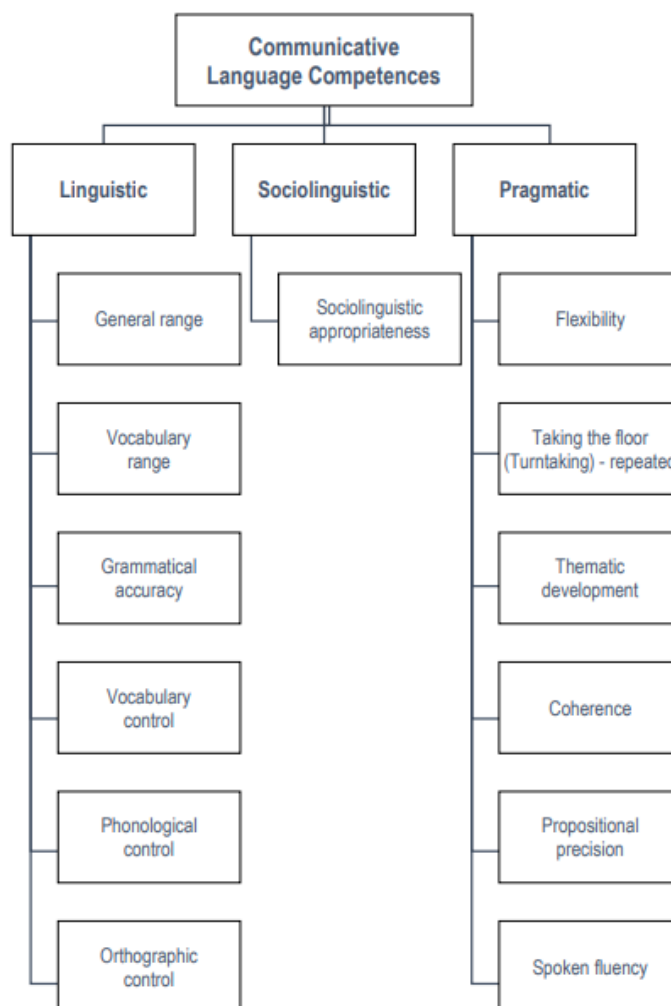 Communicative
Language Competences
Linguistic
Sociolinguistic
Pragmatic
General range
Sociolinguistic
appropriateness
Flexibility
Vocabulary
range
Taking the floor
(Turntaking) - repeated
Grammatical
accuracy
Thematic
development
Vocabulary
control
Coherence
Phonological
control
Propositional
precision
Orthographic
control
Spoken fluency